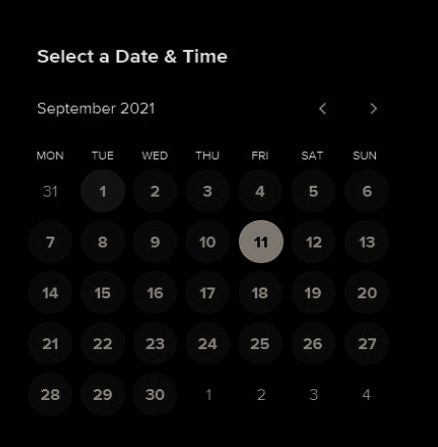 Select a Date & Time
September 2021
MON TUE WED THU FRI SAT SUN
31 1 2 3 4 5 6
7 8 9 10 11 12 13
14 15 16 17 18 19 20
21 22 23 24 25 26 27
28 29 30 1 2 3 4